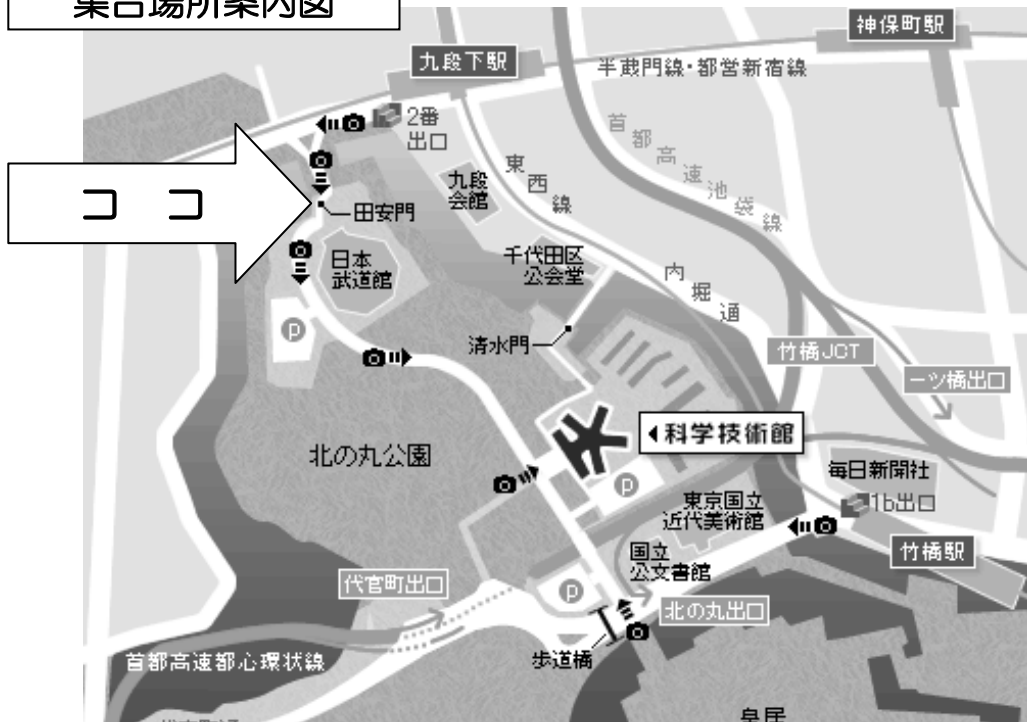 集合場所案内図
神保町駅
九段下駅
半蔵門線・都営新宿線
2番
出口
首都高速池袋線
コ コ
東西線
九段
会館
田安門
日本
武道館
千代田区
公会堂
内堀通
P
清水門
竹橋JCT
一ツ橋出口
科学技術館
北の丸公園
毎日新聞社
P
1b出口
東京国立
近代美術館
竹橋駅
国立
公文書館
代官町出口
P
北の丸出口
歩道橋
首都高速都心環状線
皇居